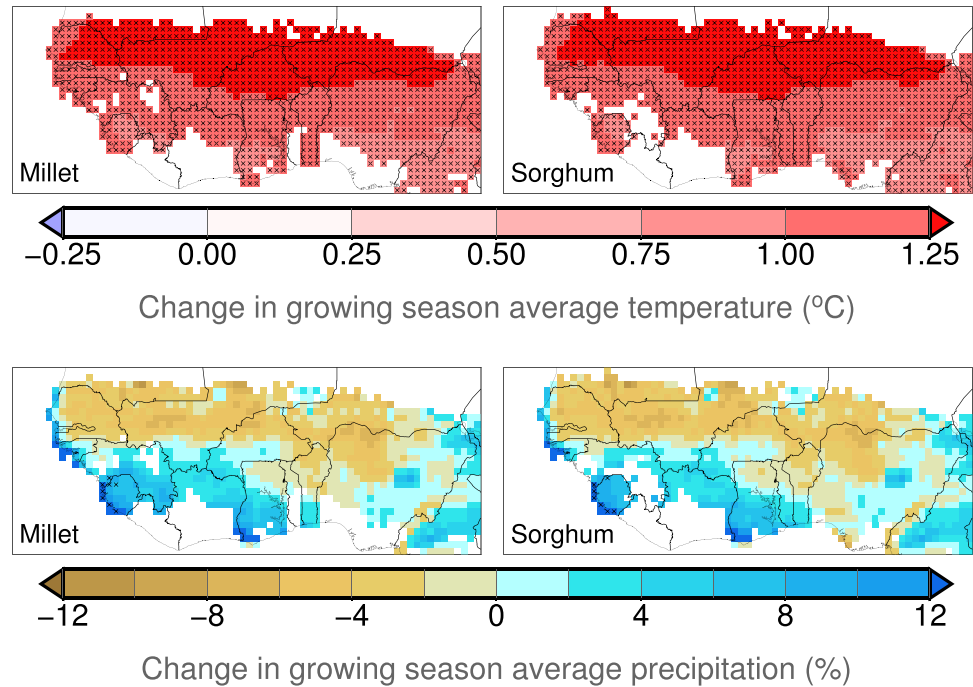 Millet
Sorghum
−0.25 0.00 0.25 0.50 0.75 1.00 1.25
Change in growing season average temperature (ºC)
Millet
Sorghum
−12 −8 −4 0 4 8 12
Change in growing season average precipitation (%)